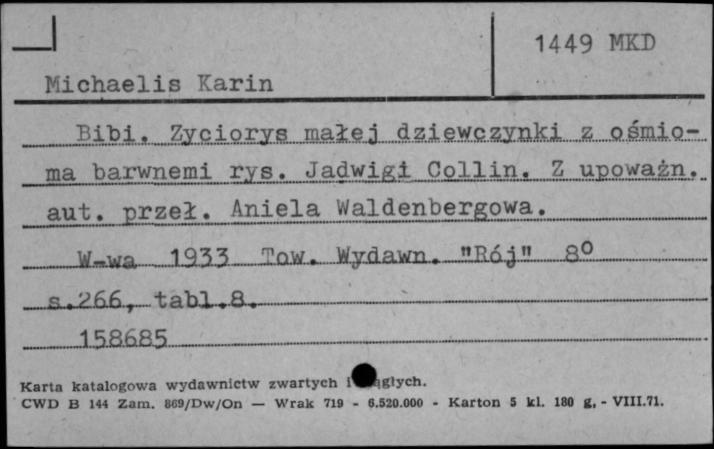 1449 MKD
Michaelis Karin
Bibi. Zyciorys małej dziewczynki z ośmio-
ma barwnemi rys. Jadwigi Collin. Z upoważn.
aut. przeł. Aniela Waldenbergowa.
W-wa 1933 Tow. Wydawn. "Rój" 8º
s.266, tabl.8.
158685
Karta katalogowa wydawnictw zwartych i
CWD B 144 Zam. 869/Dw/On — Wrak 719 - 6.520.000 - Karton 5 kl. 180 g. - VIII.71.